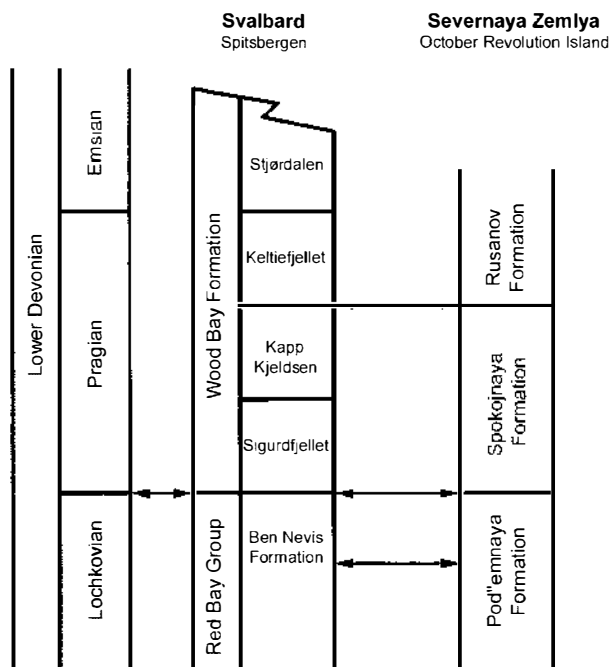 Svalbard
Spitsbergen
Severnaya Zemlya
October Revolution Island
Lower Devonian
Emsian
Pragian
Lochkovian
Wood Bay Formation
Red Bay Group
Stjørdalen
Keltiefjellet
Kapp
Kjeldsen
Sigurdfjellet
Ben Nevis
Formation
Rusanov
Formation
Spokojnaya
Formation
Pod"emnaya
Formation